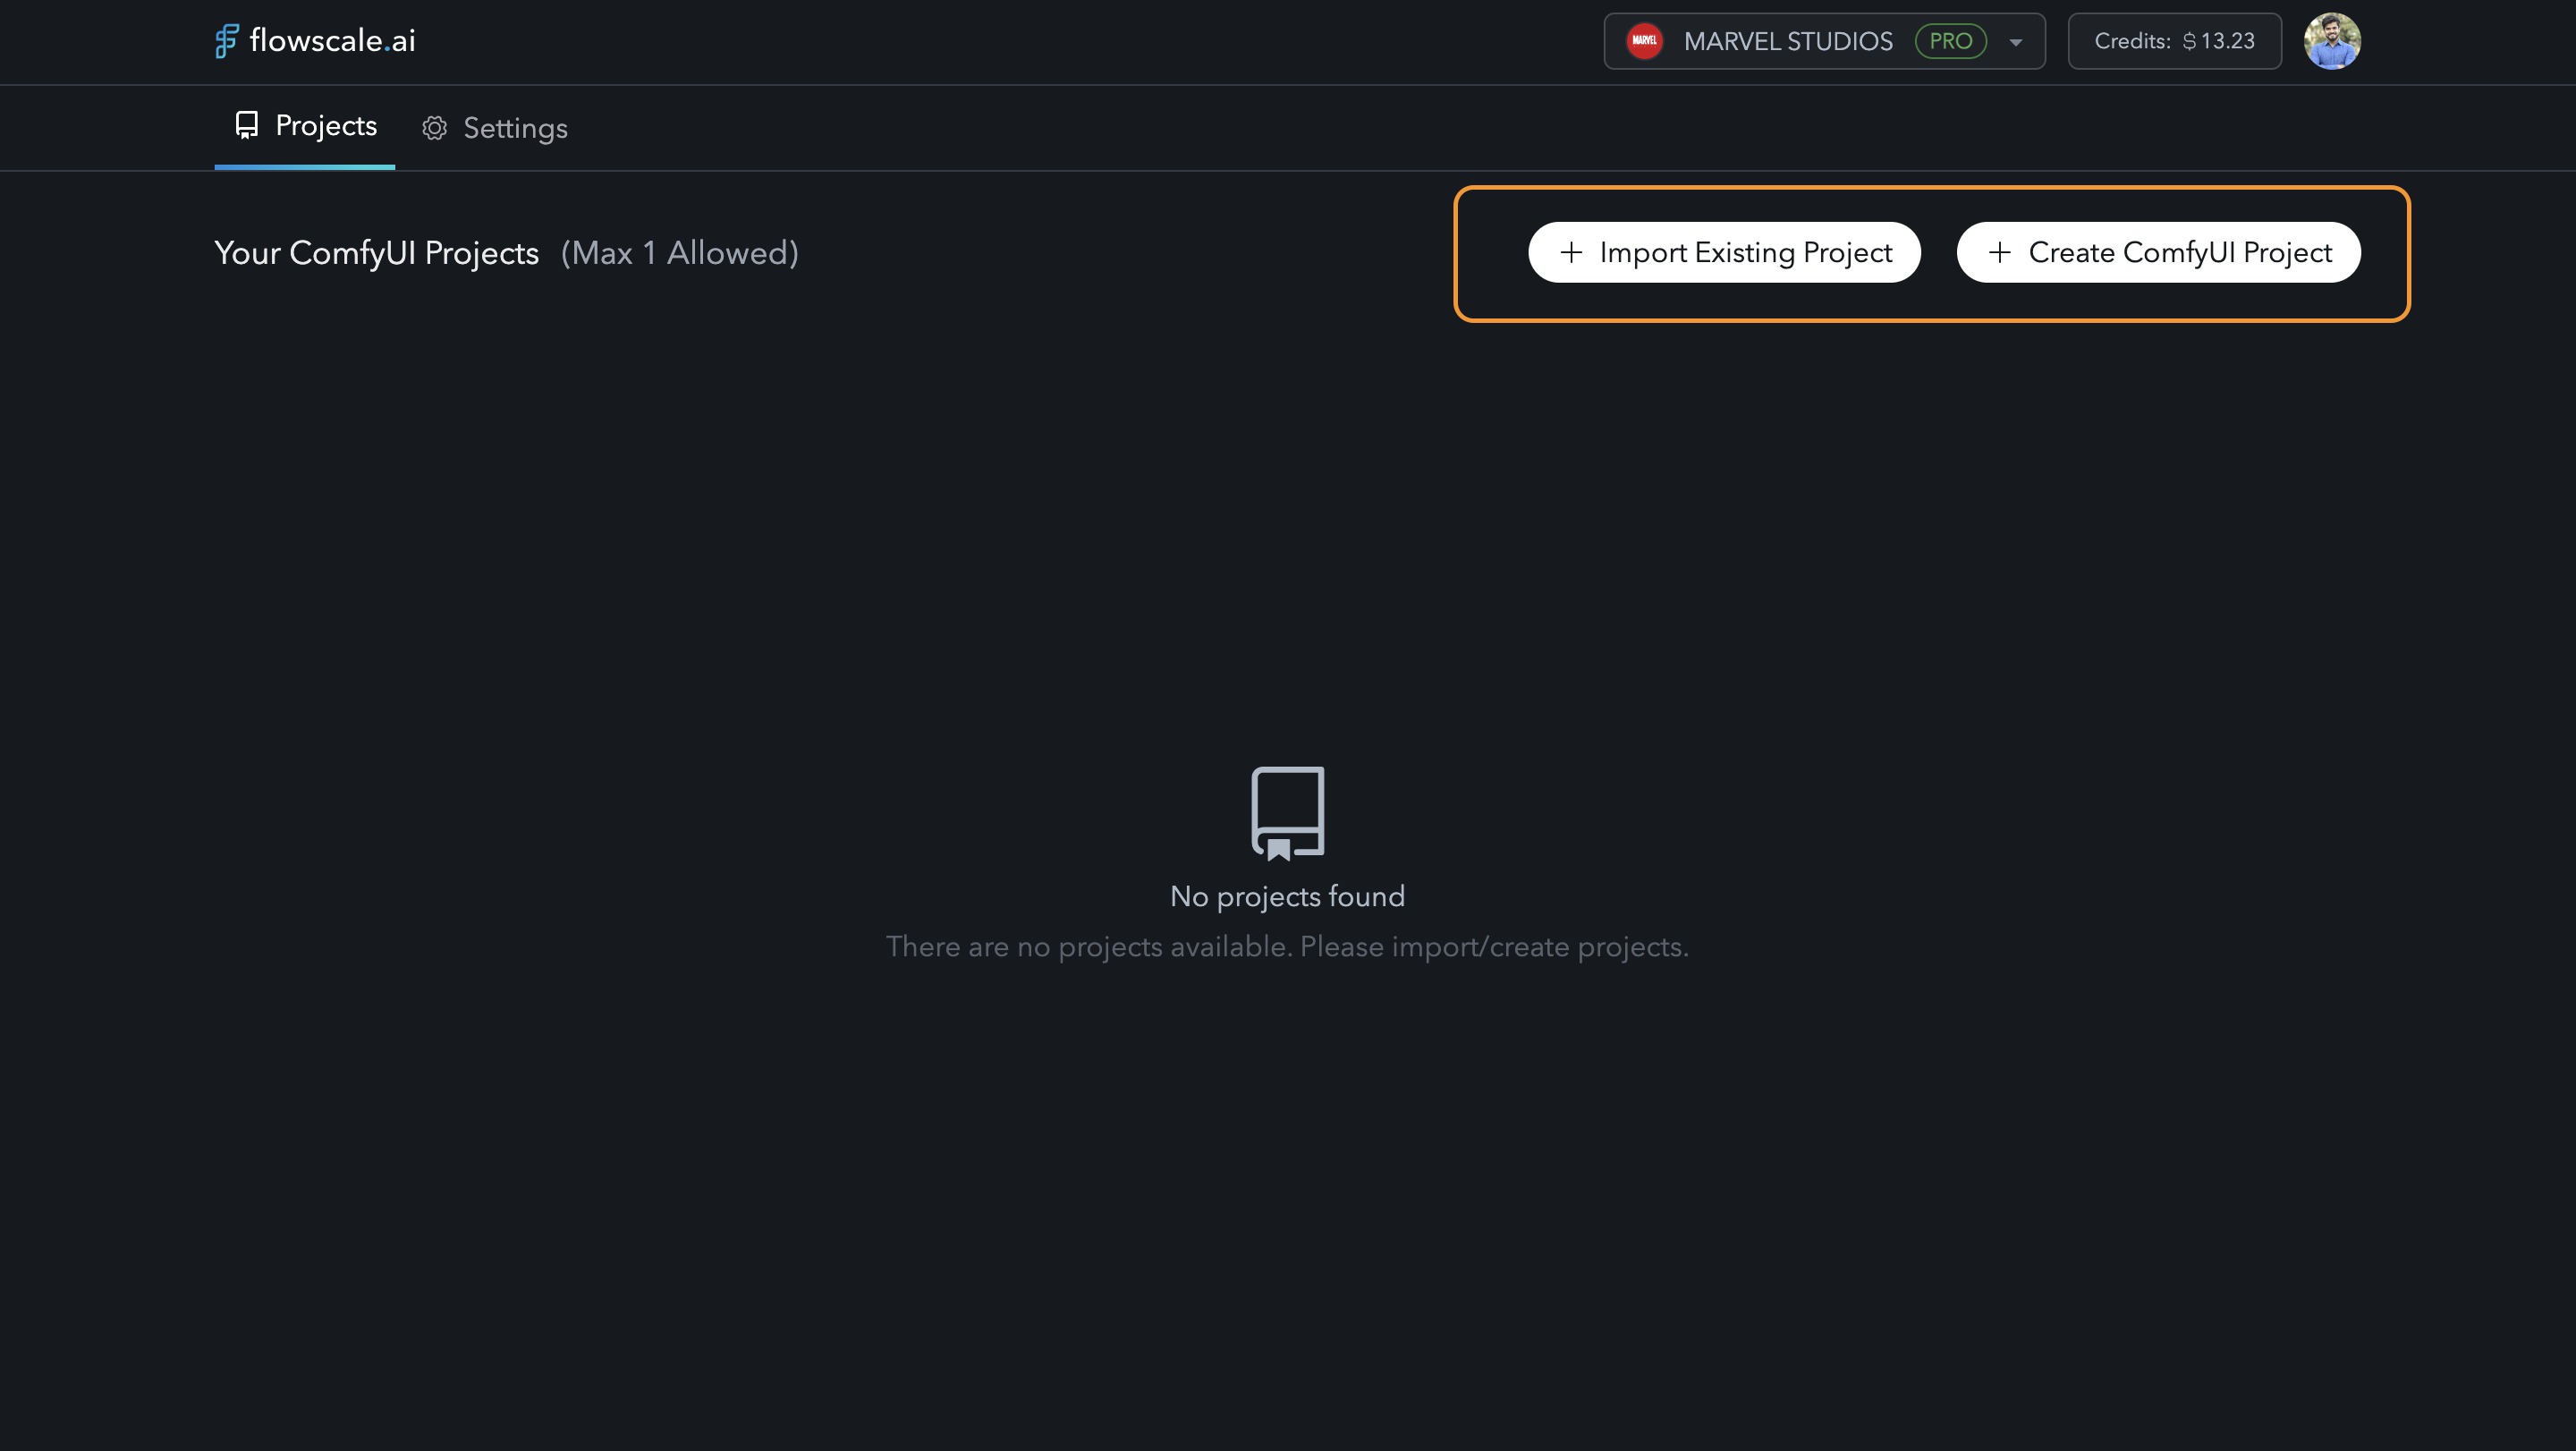 flowscale.ai
MARVEL
MARVEL STUDIOS
PRO
Credits: $ 13.23
Projects
Settings
Your ComfyUI Projects (Max 1 Allowed)
+ Import Existing Project
+ Create ComfyUI Project
No projects found
There are no projects available. Please import/create projects.